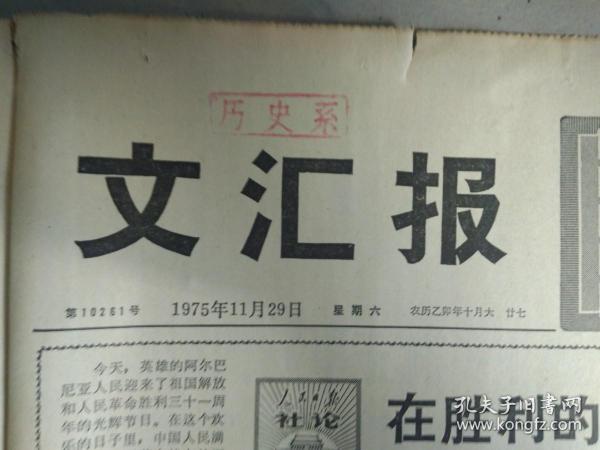 历史系
文汇报
第10261号 1975年11月29日 星期六 农历乙卯年十月大 廿七
今天，英雄的阿尔巴
尼亚人民迎来了祖国解放
和人民革命胜利三十一周
年的光辉节日。在这个欢
乐的日子里，中国人民满
人民日报
社论
在胜利的
孔夫子旧书网
www.kongfz.com